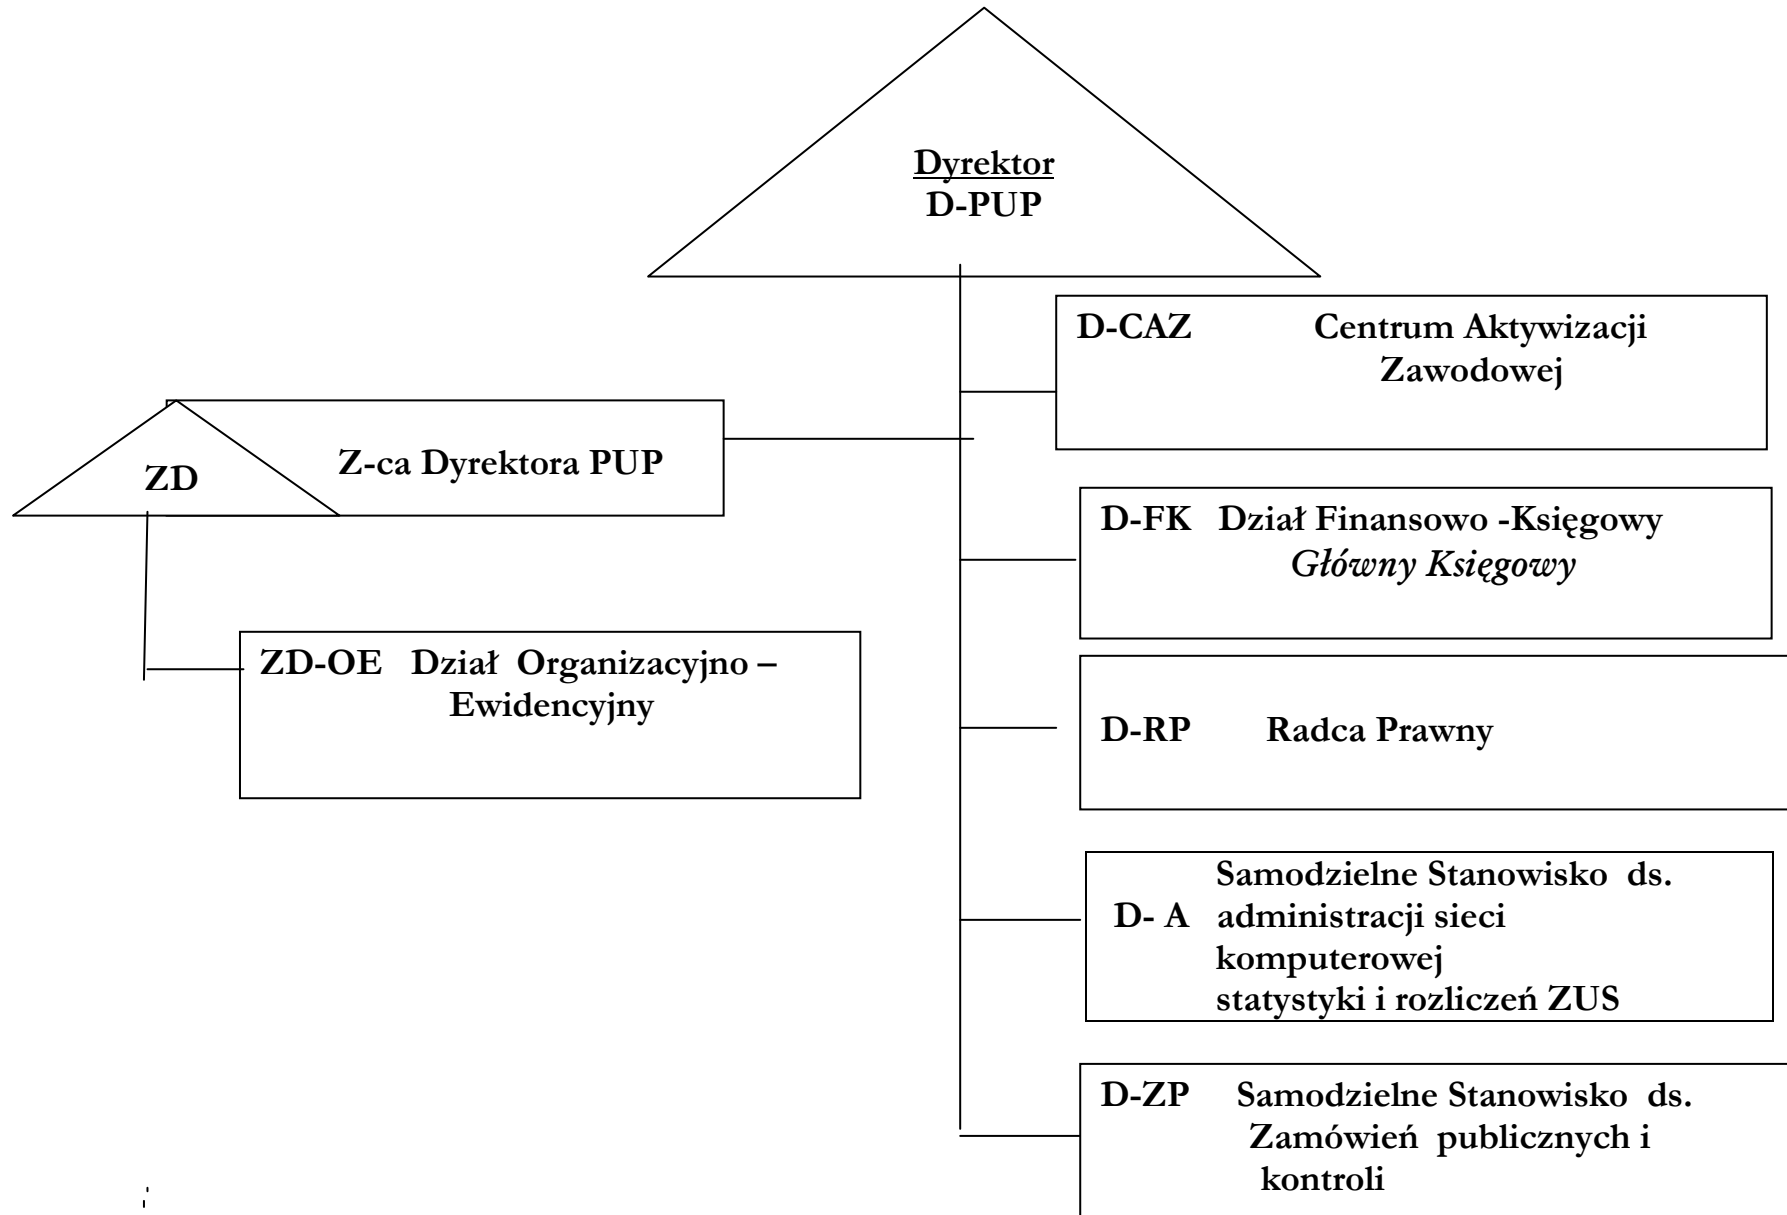 Dyrektor
D-PUP
D-CAZ Centrum Aktywizacji
Zawodowej
ZD
Z-ca Dyrektora PUP
D-FK Dział Finansowo -Księgowy
Główny Księgowy
ZD-OE Dział Organizacyjno –
Ewidencyjny
D-RP Radca Prawny
Samodzielne Stanowisko ds.
D- A administracji sieci
komputerowej
statystyki i rozliczeń ZUS
D-ZP Samodzielne Stanowisko ds.
Zamówień publicznych i
kontroli